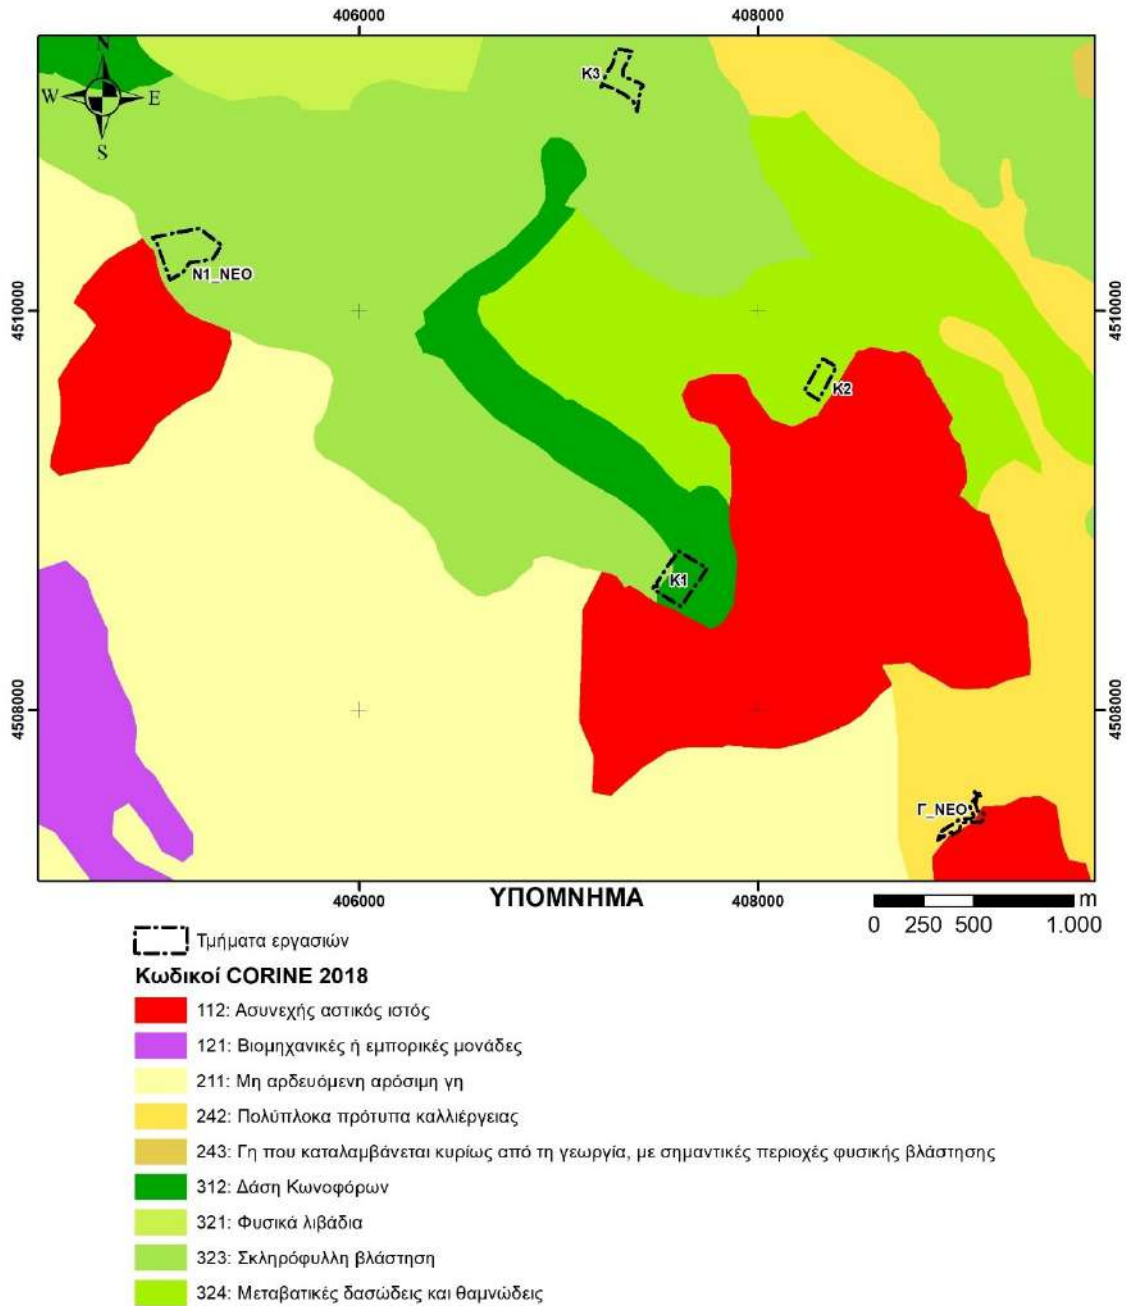 406000
408000
N
W
E
S
K3
N1_NEO
4510000
4510000
K2
K1
4508000
4508000
Γ_NEO
406000
ΥΠΟΜΝΗΜΑ
408000
m
0 250 500 1.000
Τμήματα εργασιών
Κωδικοί CORINE 2018
112: Ασυνεχής αστικός ιστός
121: Βιομηχανικές ή εμπορικές μονάδες
211: Μη αρδευόμενη αρόσιμη γη
242: Πολύπλοκα πρότυπα καλλιέργειας
243: Γη που καταλαμβάνεται κυρίως από τη γεωργία, με σημαντικές περιοχές φυσικής βλάστησης
312: Δάση Κωνοφόρων
321: Φυσικά λιβάδια
323: Σκληρόφυλλη βλάστηση
324: Μεταβατικές δασώδεις και θαμνώδεις